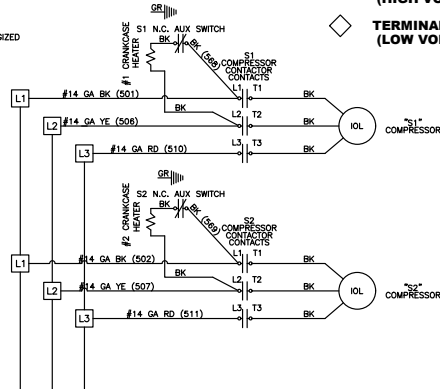 (HIGH VO
TERMINA
(LOW VO
SIZED
GR
S1 N.C. AUX SWITCH
BK
BK (568)
#1 CRANKCASE
HEATER
S1
COMPRESSOR
CONTACTOR
CONTACTS
L1
#14 GA BK (501)
L1 T1
BK
BK
L2
#14 GA YE (506)
L2 T2
BK
IOL
"S1"
COMPRESSOR
L3
#14 GA RD (510)
L3 T3
BK
GR
S2 N.C. AUX SWITCH
BK
BK (569)
#2 CRANKCASE
HEATER
S2
COMPRESSOR
CONTACTOR
CONTACTS
L1
#14 GA BK (502)
L1 T1
BK
BK
L2
#14 GA YE (507)
L2 T2
BK
IOL
"S2"
COMPRESSOR
L3
#14 GA RD (511)
L3 T3
BK